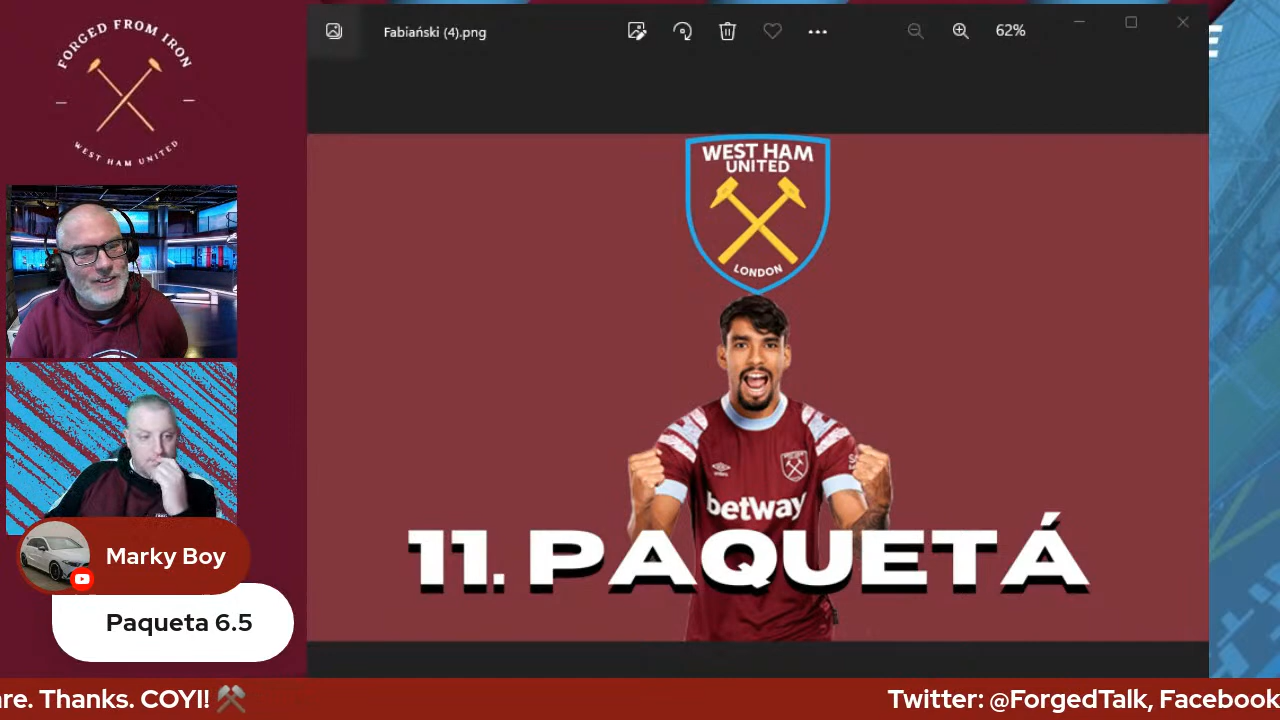 FORGED FROM IRON
WEST HAM UNITED
Fabiański (4).png
62%
E
WEST HAM
UNITED
LONDON
betway
11. PAQUETÁ
Marky Boy
Paqueta 6.5
are. Thanks. COYI! ⚒️
Twitter: @ForgedTalk, Facebook